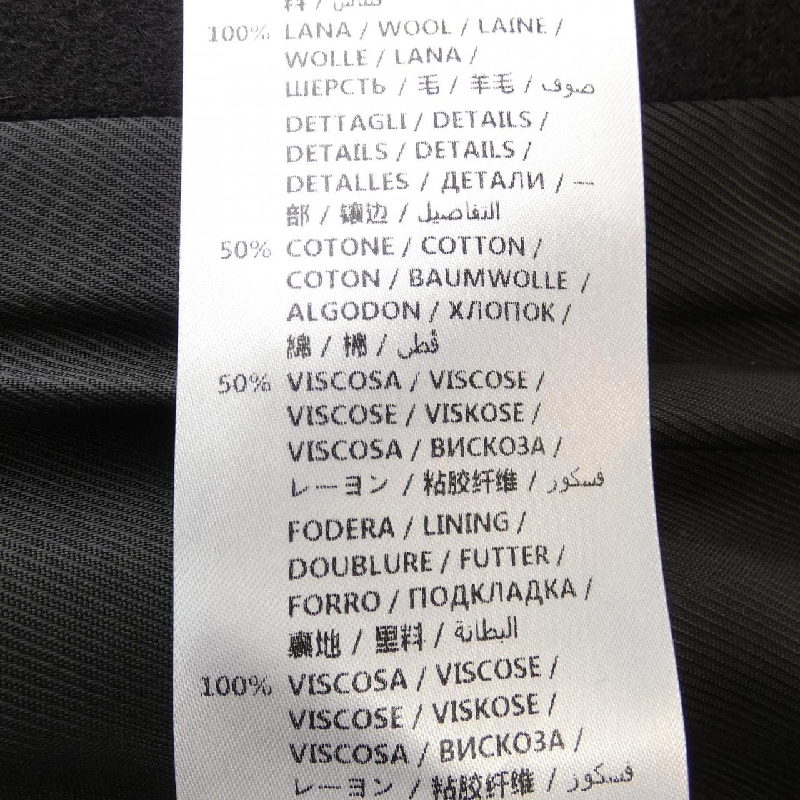 料 / قماش
100% LANA / WOOL / LAINE /
WOLLE / LANA /
ШЕРСТЬ / 毛 / 羊毛 / صوف
DETTAGLI / DETAILS /
DETAILS / DETAILS /
DETALLES / ДЕТАЛИ / 一
部 / 镶边 / التفاصيل
50% COTONE / COTTON /
COTON / BAUMWOLLE /
ALGODON / ХЛОПОК /
綿 / 棉 / قطن
50% VISCOSA / VISCOSE /
VISCOSE / VISKOSE /
VISCOSA / ВИСКОЗА /
レーヨン / 粘胶纤维 / فسكوز
FODERA / LINING /
DOUBLURE / FUTTER /
FORRO / ПОДКЛАДКА /
裏地 / 里料 / البطانة
100% VISCOSA / VISCOSE /
VISCOSE / VISKOSE /
VISCOSA / ВИСКОЗА /
レーヨン / 粘胶纤维 / فسكوز